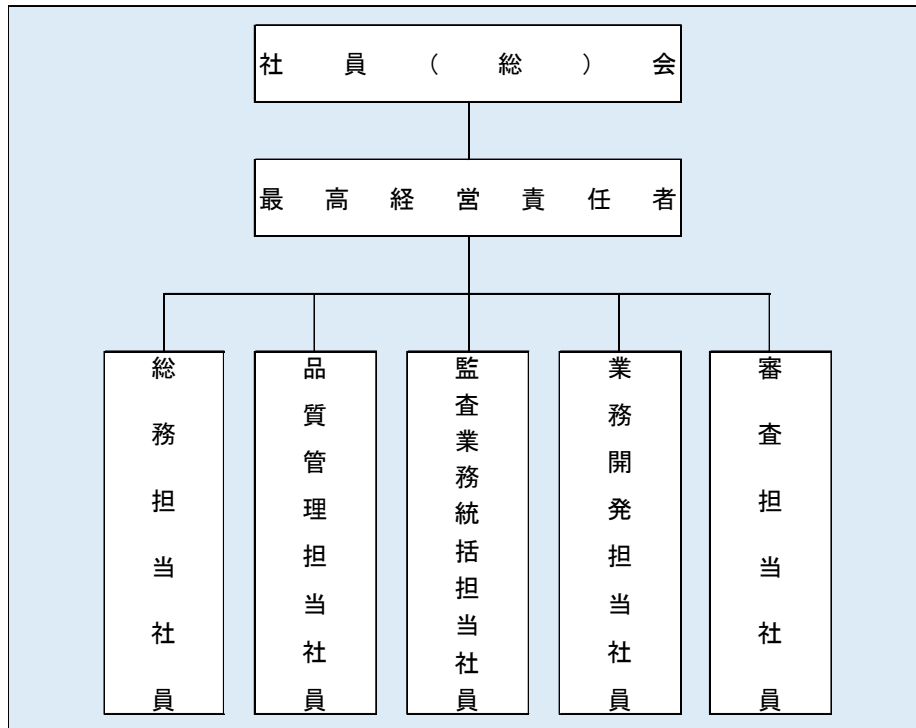 社員(総)会
最高経営責任者
総務担当社員
品質管理担当社員
監査業務統括担当社員
業務開発担当社員
審査担当社員